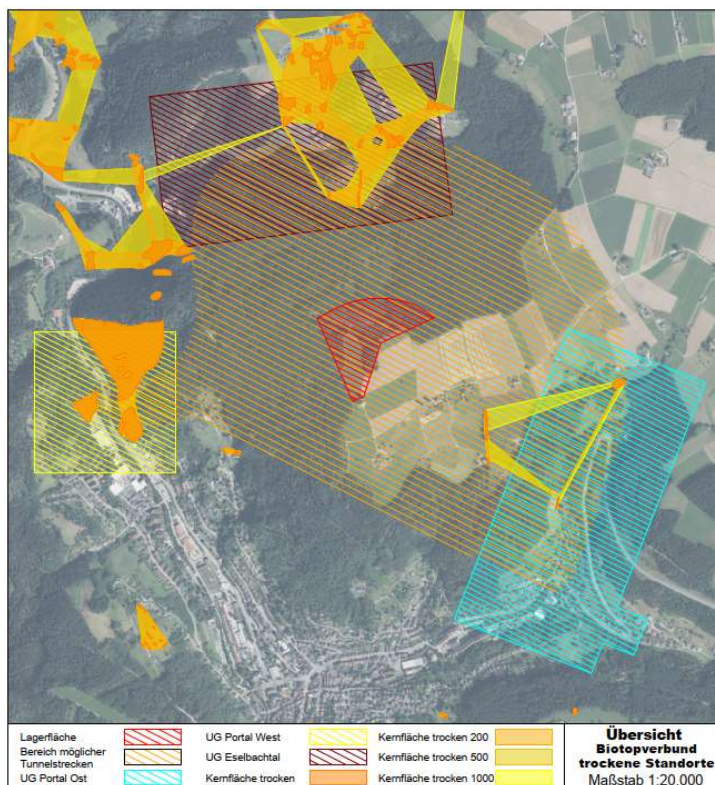 Lagerfläche
Bereich möglicher
Tunnelstrecken
UG Portal Ost
UG Portal West
UG Eselbachtal
Kernfläche trocken
Kernfläche trocken 200
Kernfläche trocken 500
Kernfläche trocken 1000
Übersicht
Biotopverbund
trockene Standorte
Maßstab 1:20.000